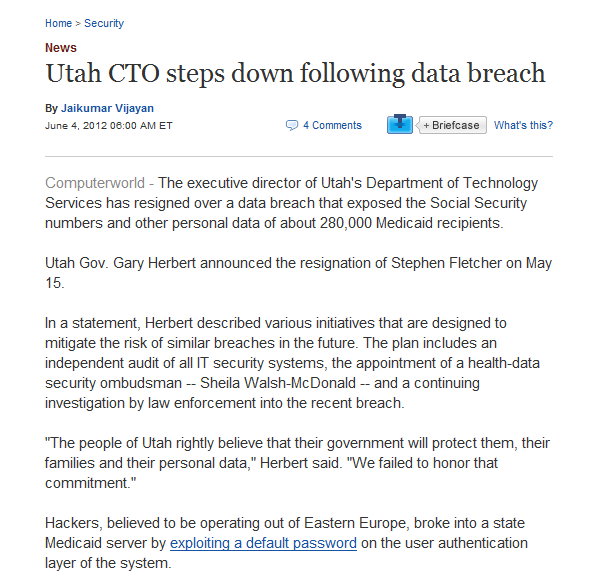 Home > Security
News
Utah CTO steps down following data breach
By Jaikumar Vijayan
June 4, 2012 06:00 AM ET
4 Comments
+ Briefcase
What's this?
Computerworld - The executive director of Utah's Department of Technology
Services has resigned over a data breach that exposed the Social Security
numbers and other personal data of about 280,000 Medicaid recipients.
Utah Gov. Gary Herbert announced the resignation of Stephen Fletcher on May
15.
In a statement, Herbert described various initiatives that are designed to
mitigate the risk of similar breaches in the future. The plan includes an
independent audit of all IT security systems, the appointment of a health-data
security ombudsman -- Sheila Walsh-McDonald -- and a continuing
investigation by law enforcement into the recent breach.
"The people of Utah rightly believe that their government will protect them, their
families and their personal data," Herbert said. "We failed to honor that
commitment."
Hackers, believed to be operating out of Eastern Europe, broke into a state
Medicaid server by exploiting a default password on the user authentication
layer of the system.